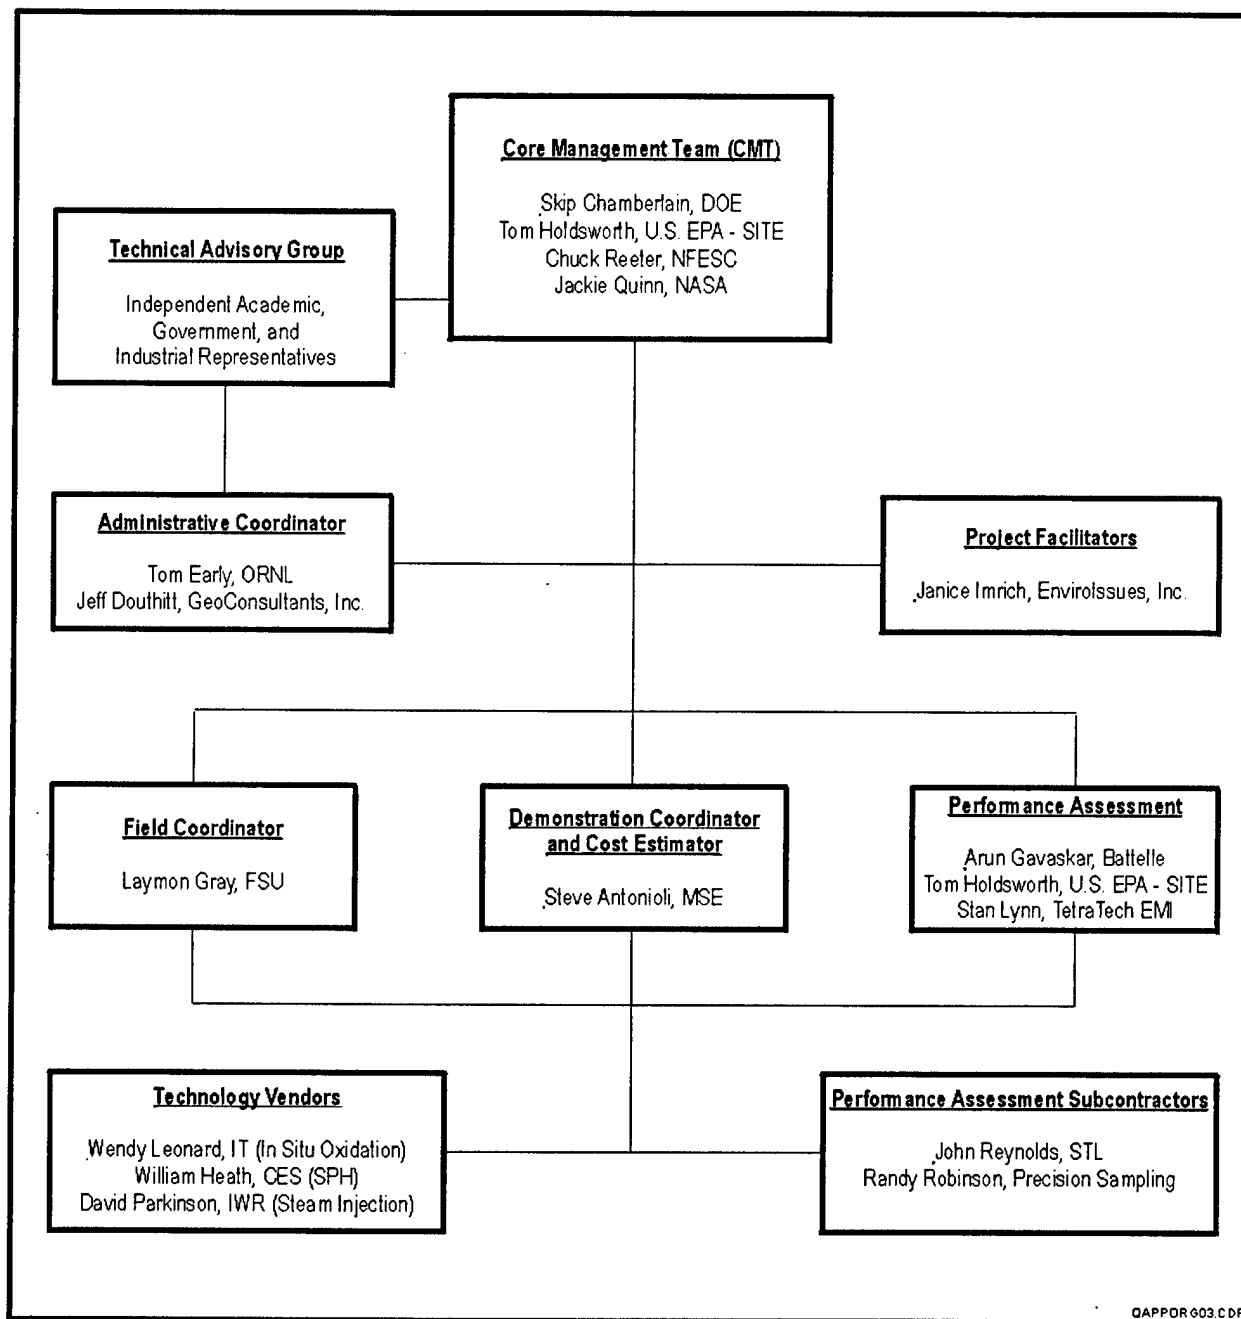 Core Management Team (CMT)
Skip Chamberlain, DOE
Tom Holdsworth, U.S. EPA - SITE
Chuck Reeter, NFESC
Jackie Quinn, NASA
Technical Advisory Group
Independent Academic,
Government, and
Industrial Representatives
Administrative Coordinator
Tom Early, ORNL
Jeff Douthitt, GeoConsultants, Inc.
Project Facilitators
Janice Imrich, EnviroIssues, Inc.
Field Coordinator
Laymon Gray, FSU
Demonstration Coordinator
and Cost Estimator
Steve Antonioli, MSE
Performance Assessment
Arun Gavaskar, Battelle
Tom Holdsworth, U.S. EPA - SITE
Stan Lynn, TetraTech EMI
Technology Vendors
Wendy Leonard, IT (In Situ Oxidation)
William Heath, CES (SPH)
David Parkinson, IWR (Steam Injection)
Performance Assessment Subcontractors
John Reynolds, STL
Randy Robinson, Precision Sampling
QAPPORG03.CDR